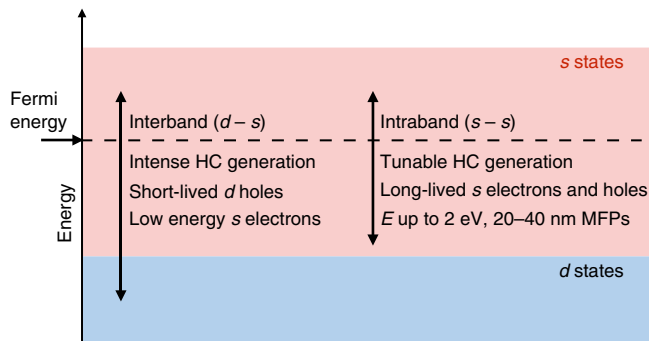 s states
Fermi
energy
Interband (d – s)
Intraband (s – s)
Intense HC generation
Tunable HC generation
Short-lived d holes
Long-lived s electrons and holes
Low energy s electrons
E up to 2 eV, 20–40 nm MFPs
Energy
d states